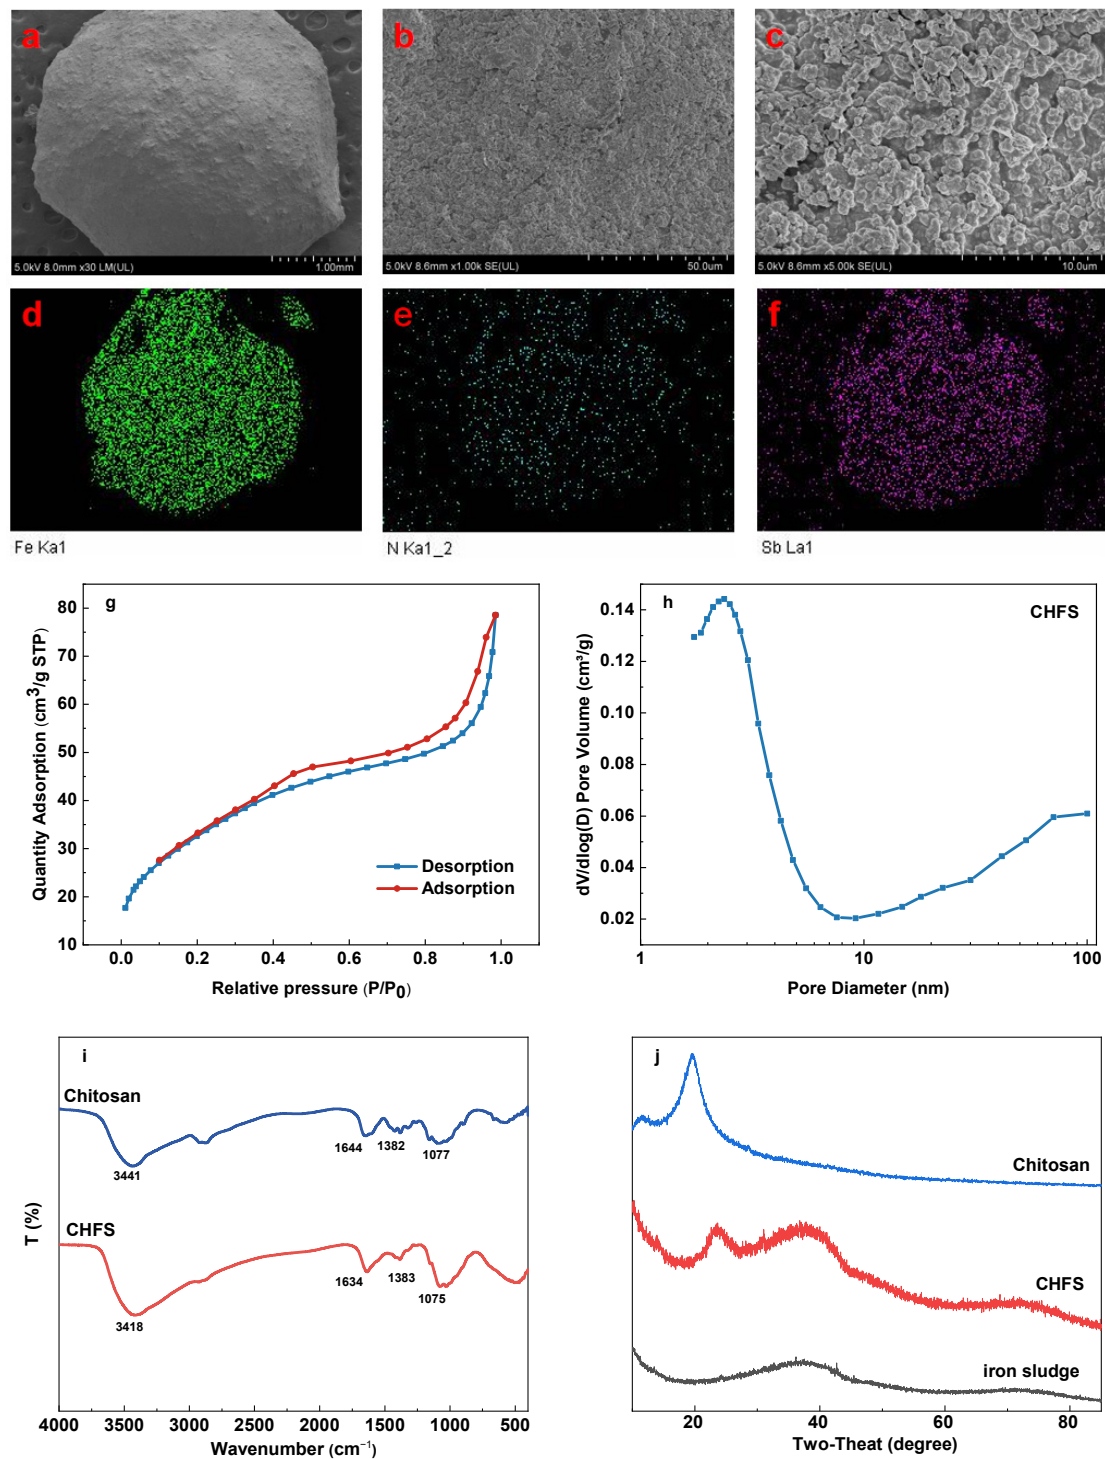 a
b
c
5.0kV 8.0mm x30 LM(UL)
1.00mm
5.0kV 8.6mm x1.00k SE(UL)
50.0um
5.0kV 8.6mm x5.00k SE(UL)
10.0um
d
e
f
Fe Ka1
N Ka1_2
Sb La1
g
Quantity Adsorption (cm³/g STP)
80
70
60
50
40
30
20
10
Desorption
Adsorption
0.0 0.2 0.4 0.6 0.8 1.0
Relative pressure (P/P₀)
h
CHFS
dV/dlog(D) Pore Volume (cm³/g)
0.14
0.12
0.10
0.08
0.06
0.04
0.02
1 10 100
Pore Diameter (nm)
i
T (%)
Chitosan
3441
1644
1382
1077
CHFS
3418
1634
1383
1075
4000 3500 3000 2500 2000 1500 1000 500
Wavenumber (cm⁻¹)
j
Chitosan
CHFS
iron sludge
20 40 60 80
Two-Theat (degree)